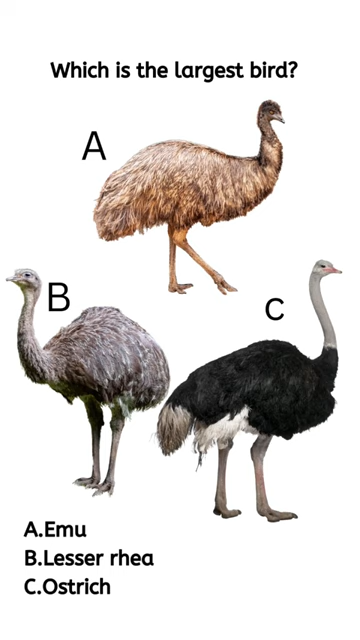 Which is the largest bird?
A
B
C
A.Emu
B.Lesser rhea
C.Ostrich